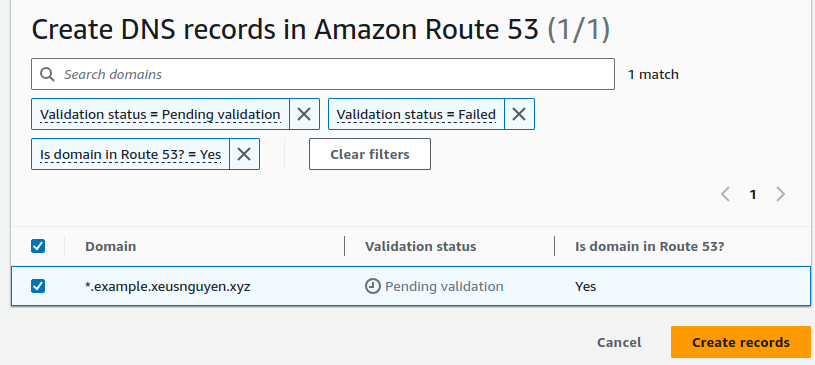 Create DNS records in Amazon Route 53 (1/1)
Search domains
1 match
Validation status = Pending validation
Validation status = Failed
Is domain in Route 53? = Yes
Clear filters
1
Domain
Validation status
Is domain in Route 53?
*.example.xeusnguyen.xyz
Pending validation
Yes
Cancel
Create records